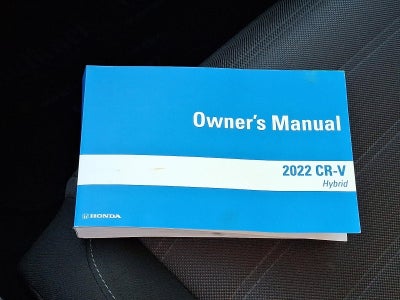 Owner's Manual
2022 CR-V
Hybrid
HONDA